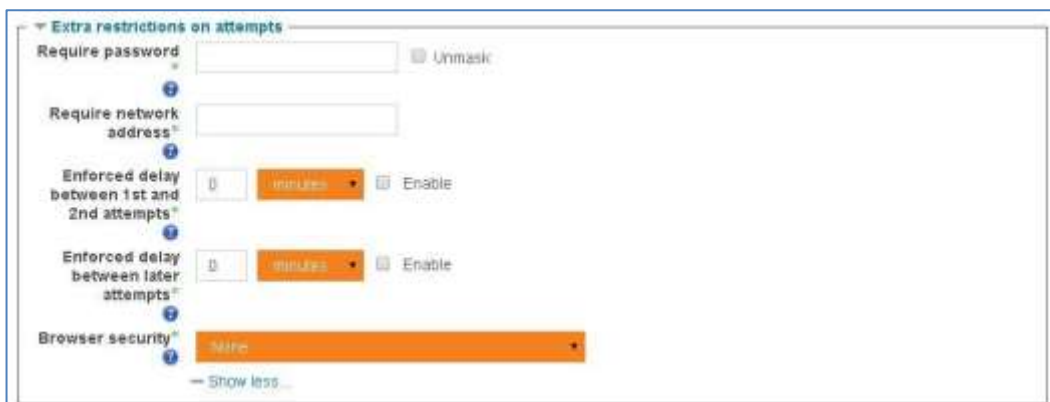 Extra restrictions on attempts
Require password*
Unmask
?
Require network
address*
?
Enforced delay
between 1st and
2nd attempts*
0 minutes Enable
?
Enforced delay
between later
attempts*
0 minutes Enable
?
Browser security*
None
?
Show less...